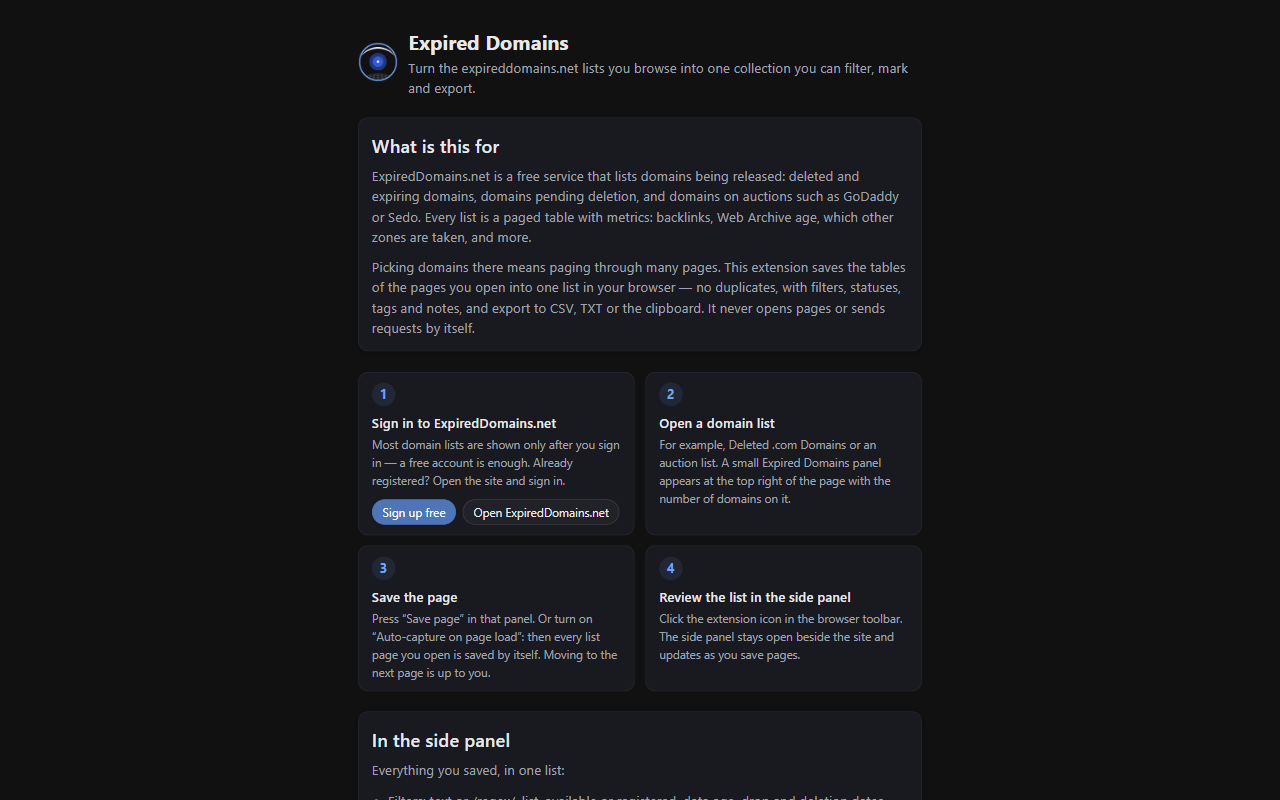 Expired Domains
Turn the expireddomains.net lists you browse into one collection you can filter, mark
and export.
What is this for
ExpiredDomains.net is a free service that lists domains being released: deleted and
expiring domains, domains pending deletion, and domains on auctions such as GoDaddy
or Sedo. Every list is a paged table with metrics: backlinks, Web Archive age, which other
zones are taken, and more.
Picking domains there means paging through many pages. This extension saves the tables
of the pages you open into one list in your browser — no duplicates, with filters, statuses,
tags and notes, and export to CSV, TXT or the clipboard. It never opens pages or sends
requests by itself.
1
Sign in to ExpiredDomains.net
Most domain lists are shown only after you sign
in — a free account is enough. Already
registered? Open the site and sign in.
Sign up free
Open ExpiredDomains.net
2
Open a domain list
For example, Deleted .com Domains or an
auction list. A small Expired Domains panel
appears at the top right of the page with the
number of domains on it.
3
Save the page
Press “Save page” in that panel. Or turn on
“Auto-capture on page load”: then every list
page you open is saved by itself. Moving to the
next page is up to you.
4
Review the list in the side panel
Click the extension icon in the browser toolbar.
The side panel stays open beside the site and
updates as you save pages.
In the side panel
Everything you saved, in one list: